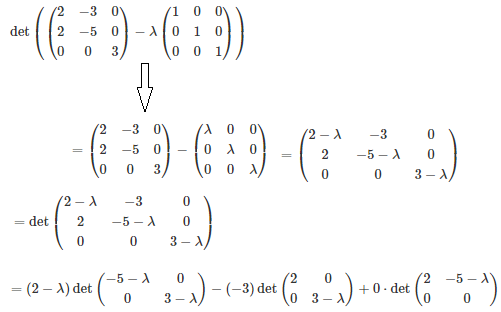 det ( ( 2 −3 0 ; 2 −5 0 ; 0 0 3 ) − λ ( 1 0 0 ; 0 1 0 ; 0 0 1 ) )
= ( 2 −3 0 ; 2 −5 0 ; 0 0 3 ) − ( λ 0 0 ; 0 λ 0 ; 0 0 λ ) = ( 2 − λ −3 0 ; 2 −5 − λ 0 ; 0 0 3 − λ )
= det ( 2 − λ −3 0 ; 2 −5 − λ 0 ; 0 0 3 − λ )
= (2 − λ) det ( −5 − λ 0 ; 0 3 − λ ) − (−3) det ( 2 0 ; 0 3 − λ ) + 0 · det ( 2 −5 − λ ; 0 0 )